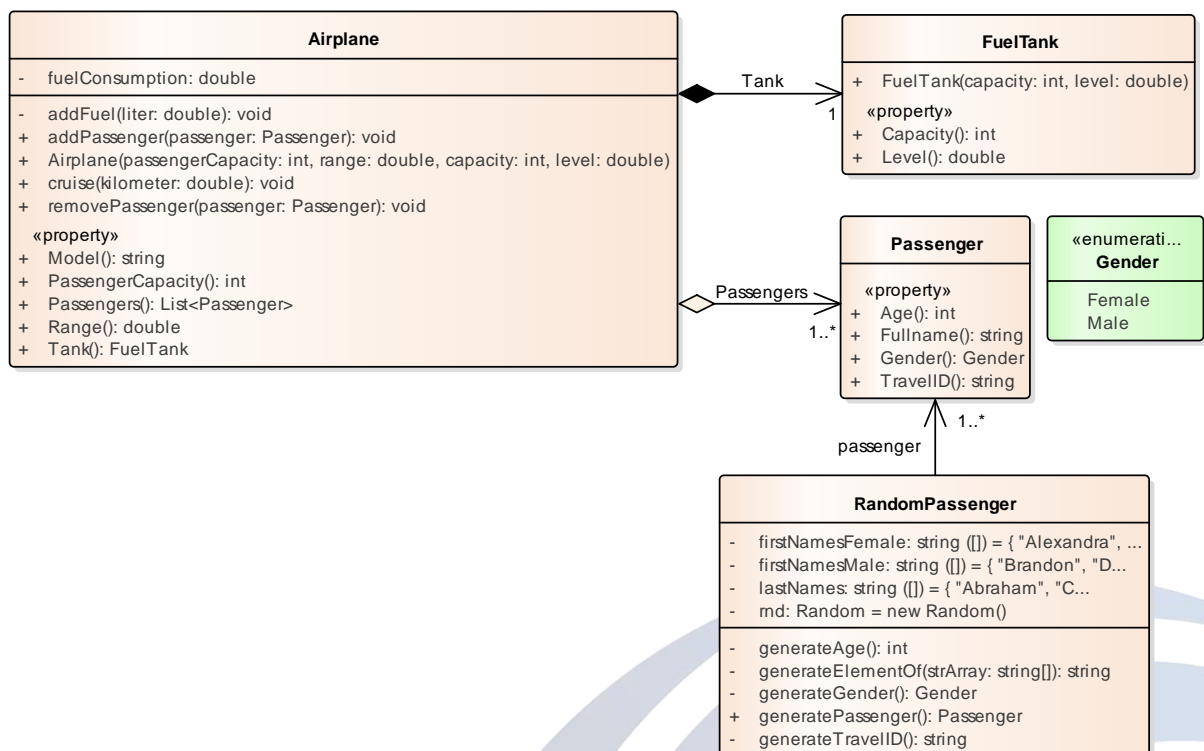 Airplane
- fuelConsumption: double
- addFuel(liter: double): void
+ addPassenger(passenger: Passenger): void
+ Airplane(passengerCapacity: int, range: double, capacity: int, level: double)
+ cruise(kilometer: double): void
+ removePassenger(passenger: Passenger): void
«property»
+ Model(): string
+ PassengerCapacity(): int
+ Passengers(): List<Passenger>
+ Range(): double
+ Tank(): FuelTank
Tank
1
FuelTank
+ FuelTank(capacity: int, level: double)
«property»
+ Capacity(): int
+ Level(): double
Passengers
1..*
Passenger
«property»
+ Age(): int
+ Fullname(): string
+ Gender(): Gender
+ TravelID(): string
«enumerati...
Gender
Female
Male
1..*
passenger
RandomPassenger
- firstNamesFemale: string ([]) = { "Alexandra", ...
- firstNamesMale: string ([]) = { "Brandon", "D...
- lastNames: string ([]) = { "Abraham", "C...
- rnd: Random = new Random()
- generateAge(): int
- generateElementOf(strArray: string[]): string
- generateGender(): Gender
+ generatePassenger(): Passenger
- generateTravelID(): string